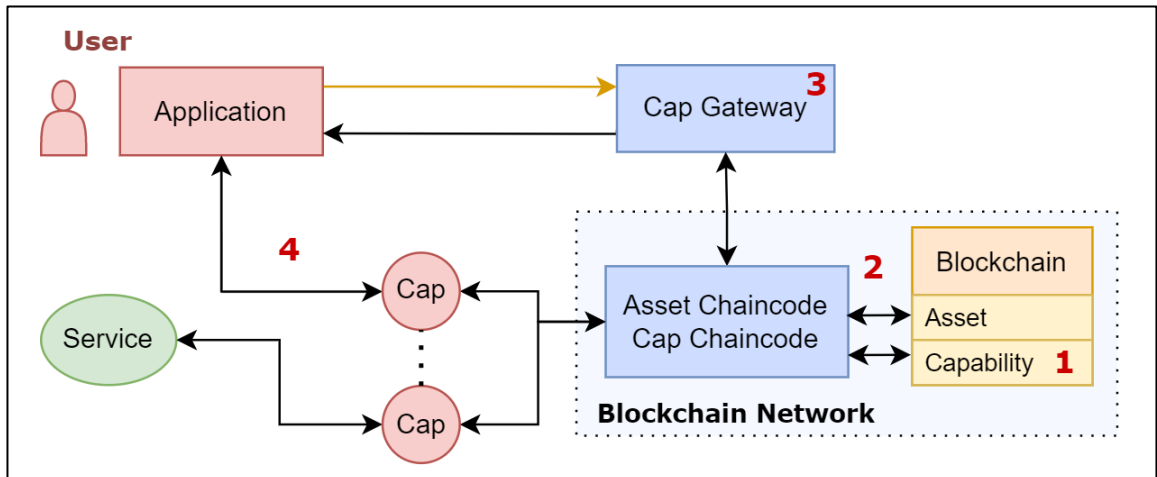 User
Application
Cap Gateway
3
4
Cap
Service
Cap
Asset Chaincode
Cap Chaincode
2
Blockchain
Asset
Capability
1
Blockchain Network